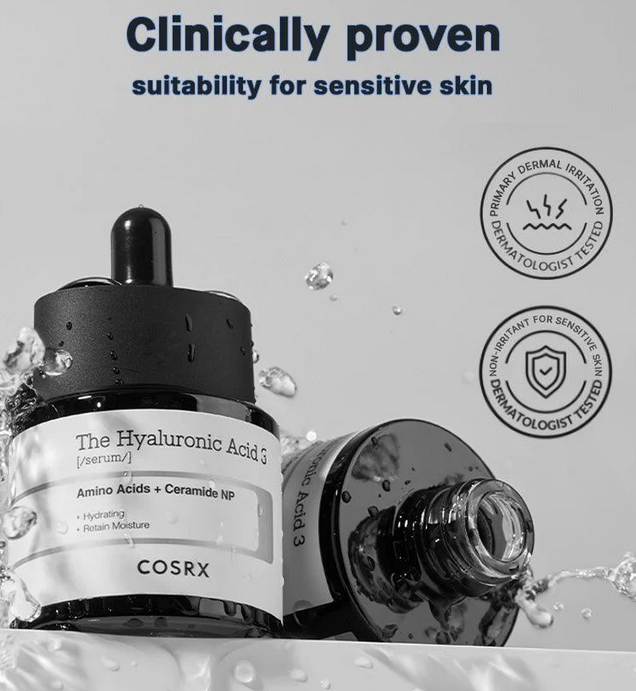 Clinically proven
suitability for sensitive skin
PRIMARY DERMAL IRRITATION
DERMATOLOGIST TESTED
NON-IRRITANT FOR SENSITIVE SKIN
DERMATOLOGIST TESTED
The Hyaluronic Acid 3
[/serum/]
Amino Acids + Ceramide NP
• Hydrating
• Retain Moisture
COSRX
ronic Acid 3